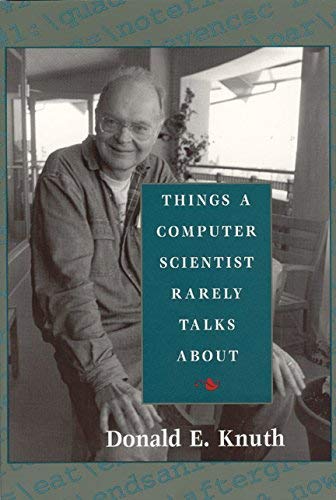 THINGS A
COMPUTER
SCIENTIST
RARELY
TALKS
ABOUT
Donald E. Knuth